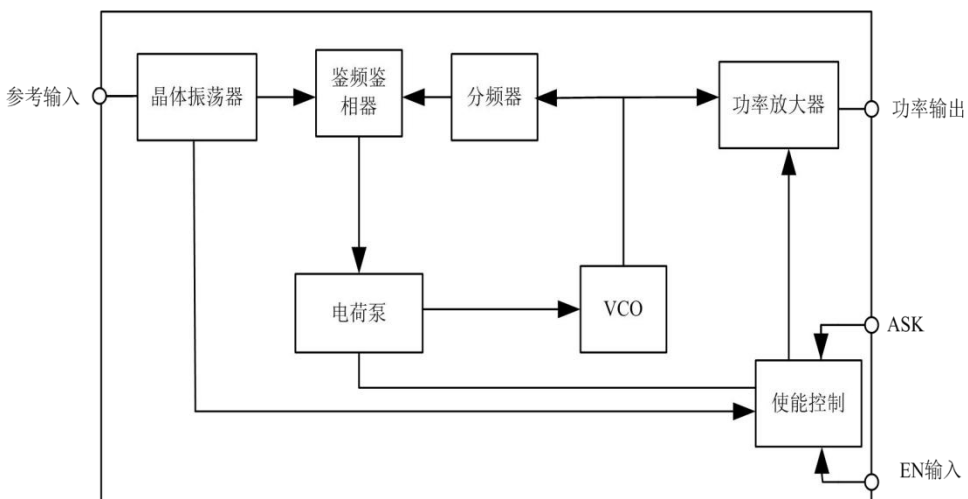 参考输入
晶体振荡器
鉴频鉴
相器
分频器
功率放大器
功率输出
电荷泵
VCO
ASK
使能控制
EN输入